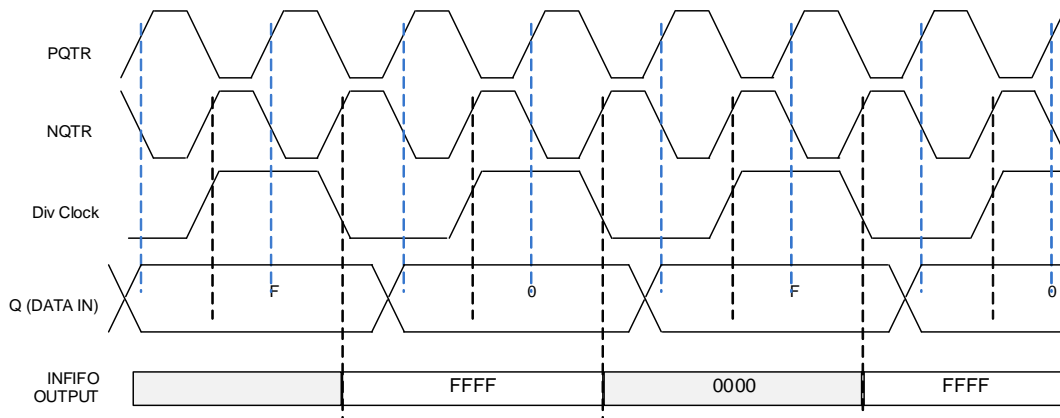 PQTR
NQTR
Div Clock
Q (DATA IN) F 0 F 0
INFIFO
OUTPUT FFFF 0000 FFFF